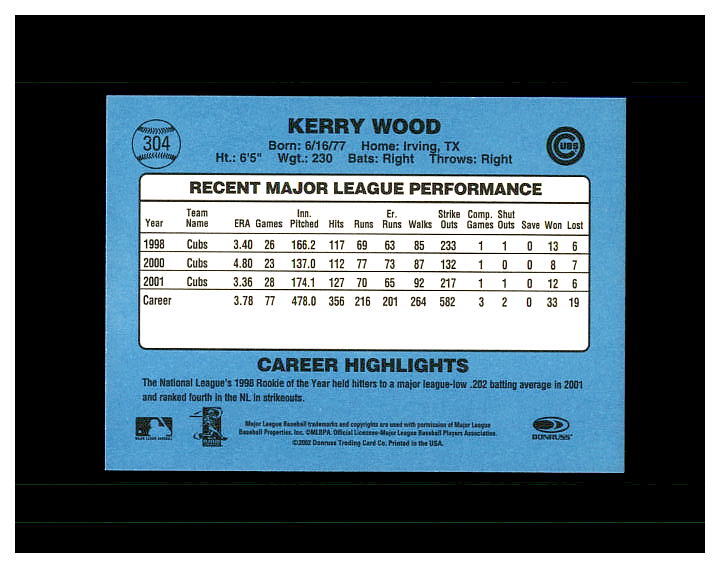 304
KERRY WOOD
Born: 6/16/77 Home: Irving, TX
Ht.: 6'5" Wgt.: 230 Bats: Right Throws: Right
CUBS
RECENT MAJOR LEAGUE PERFORMANCE
Year Team Name ERA Games Inn. Pitched Hits Runs Er. Runs Walks Strike Outs Comp. Games Shut Outs Save Won Lost
1998 Cubs 3.40 26 166.2 117 69 63 85 233 1 1 0 13 6
2000 Cubs 4.80 23 137.0 112 77 73 87 132 1 0 0 8 7
2001 Cubs 3.36 28 174.1 127 70 65 92 217 1 1 0 12 6
Career 3.78 77 478.0 356 216 201 264 582 3 2 0 33 19
CAREER HIGHLIGHTS
The National League's 1998 Rookie of the Year held hitters to a major league-low .202 batting average in 2001
and ranked fourth in the NL in strikeouts.
MAJOR LEAGUE BASEBALL
Major League Baseball trademarks and copyrights are used with permission of Major League
Baseball Properties, Inc. ©MLBPA. Official Licensee-Major League Baseball Players Association.
©2002 Donruss Trading Card Co. Printed in the USA.
DONRUSS